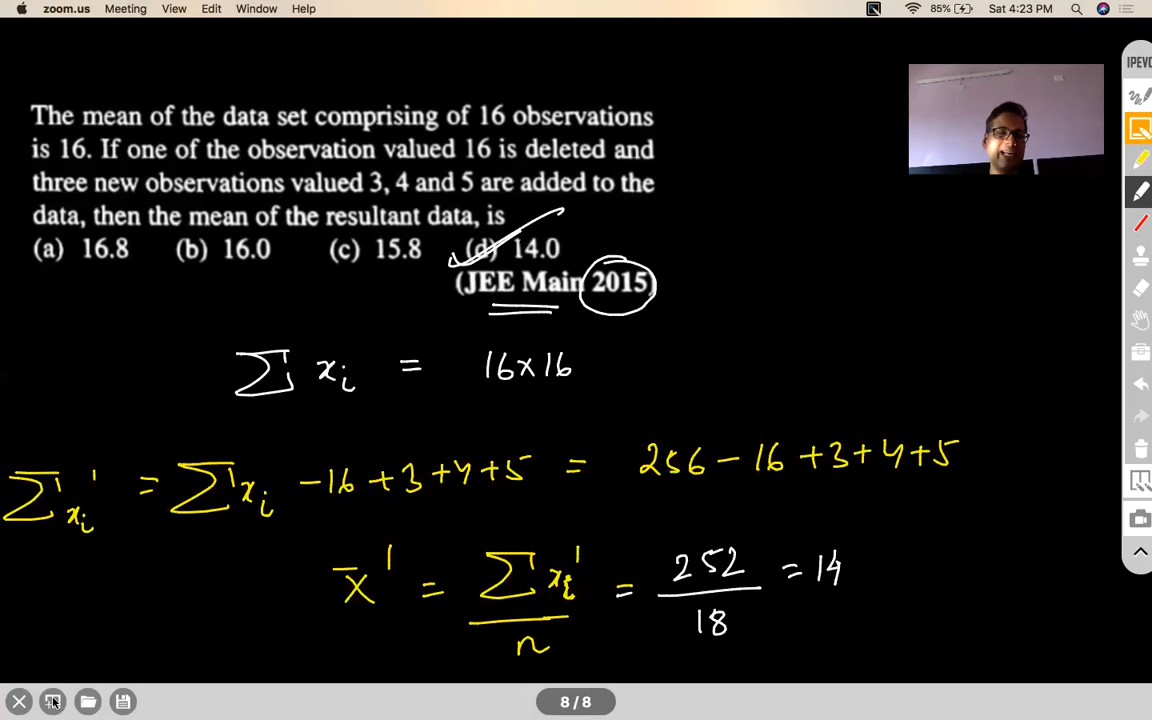 zoom.us Meeting View Edit Window Help 85% Sat 4:23 PM
IPEVO
The mean of the data set comprising of 16 observations
is 16. If one of the observation valued 16 is deleted and
three new observations valued 3, 4 and 5 are added to the
data, then the mean of the resultant data, is
(a) 16.8 (b) 16.0 (c) 15.8 (d) 14.0
(JEE Main 2015)
∑ xi = 16×16
∑xi' = ∑xi -16+3+4+5 = 256-16+3+4+5
x̄' = ∑xi'/n = 252/18 = 14
8 / 8